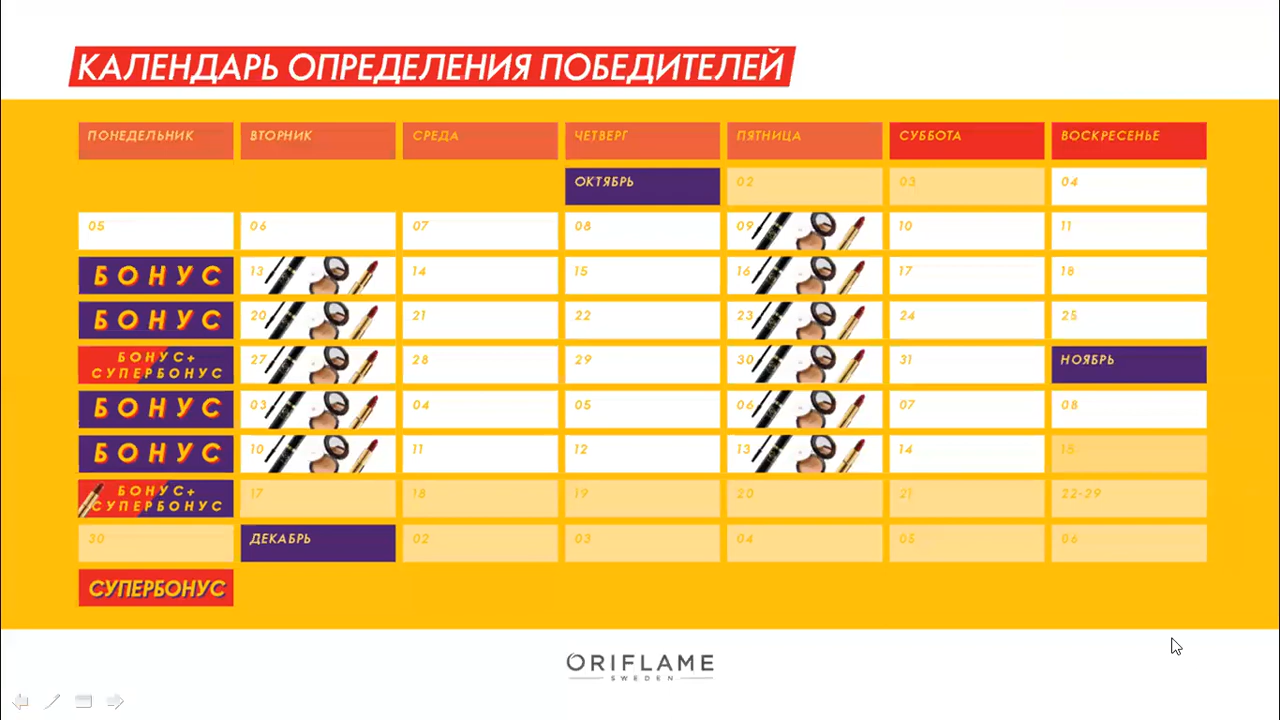 КАЛЕНДАРЬ ОПРЕДЕЛЕНИЯ ПОБЕДИТЕЛЕЙ
ПОНЕДЕЛЬНИК ВТОРНИК СРЕДА ЧЕТВЕРГ ПЯТНИЦА СУББОТА ВОСКРЕСЕНЬЕ
ОКТЯБРЬ 02 03 04
05 06 07 08 09 10 11
БОНУС 13 14 15 16 17 18
БОНУС 20 21 22 23 24 25
БОНУС+
СУПЕРБОНУС 27 28 29 30 31 НОЯБРЬ
БОНУС 03 04 05 06 07 08
БОНУС 10 11 12 13 14 15
БОНУС+
СУПЕРБОНУС 17 18 19 20 21 22-29
30 ДЕКАБРЬ 02 03 04 05 06
СУПЕРБОНУС
ORIFLAME
SWEDEN